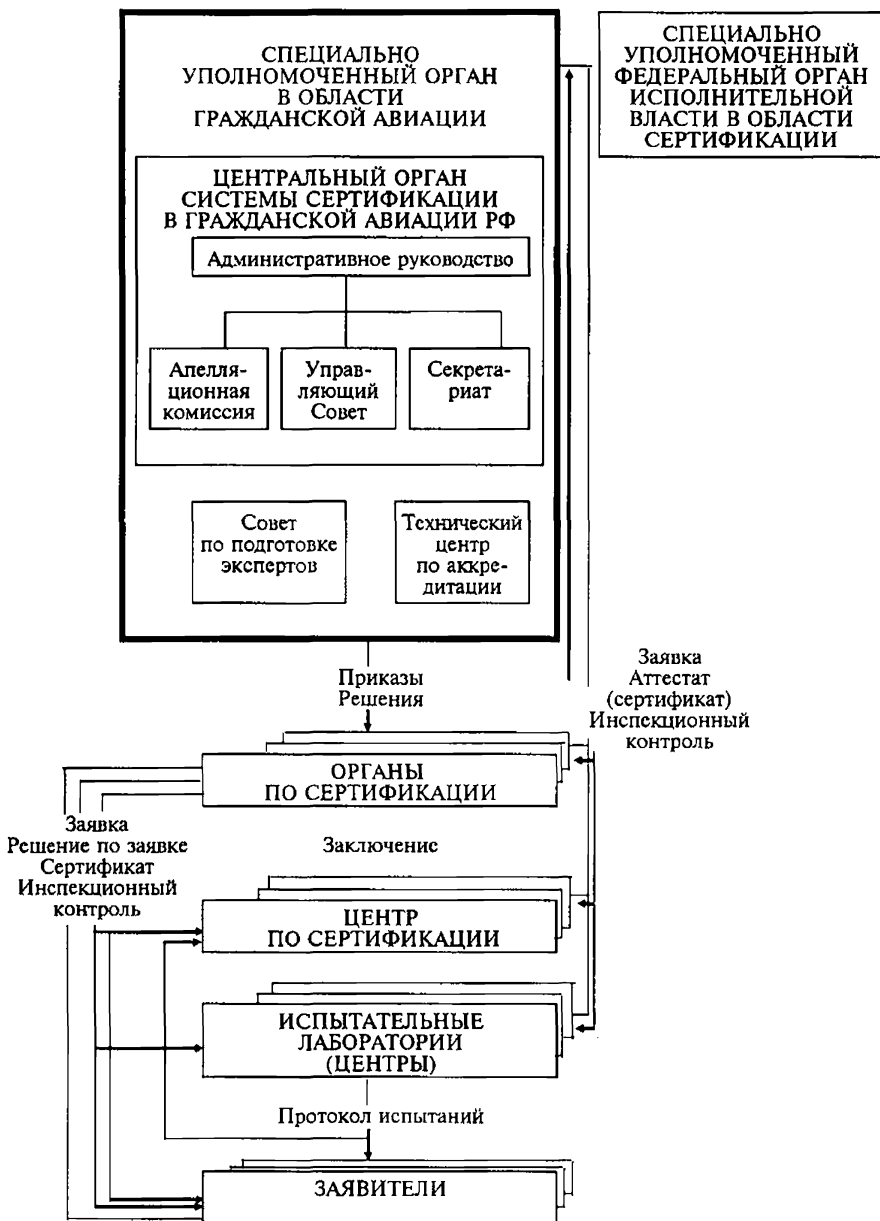 СПЕЦИАЛЬНО
УПОЛНОМОЧЕННЫЙ ОРГАН
В ОБЛАСТИ
ГРАЖДАНСКОЙ АВИАЦИИ
СПЕЦИАЛЬНО
УПОЛНОМОЧЕННЫЙ
ФЕДЕРАЛЬНЫЙ ОРГАН
ИСПОЛНИТЕЛЬНОЙ
ВЛАСТИ В ОБЛАСТИ
СЕРТИФИКАЦИИ
ЦЕНТРАЛЬНЫЙ ОРГАН
СИСТЕМЫ СЕРТИФИКАЦИИ
В ГРАЖДАНСКОЙ АВИАЦИИ РФ
Административное руководство
Апелля-
ционная
комиссия
Управ-
ляющий
Совет
Секрета-
риат
Совет
по подготовке
экспертов
Технический
центр
по аккре-
дитации
Приказы
Решения
Заявка
Аттестат
(сертификат)
Инспекционный
контроль
ОРГАНЫ
ПО СЕРТИФИКАЦИИ
Заявка
Решение по заявке
Сертификат
Инспекционный
контроль
Заключение
ЦЕНТР
ПО СЕРТИФИКАЦИИ
ИСПЫТАТЕЛЬНЫЕ
ЛАБОРАТОРИИ
(ЦЕНТРЫ)
Протокол испытаний
ЗАЯВИТЕЛИ